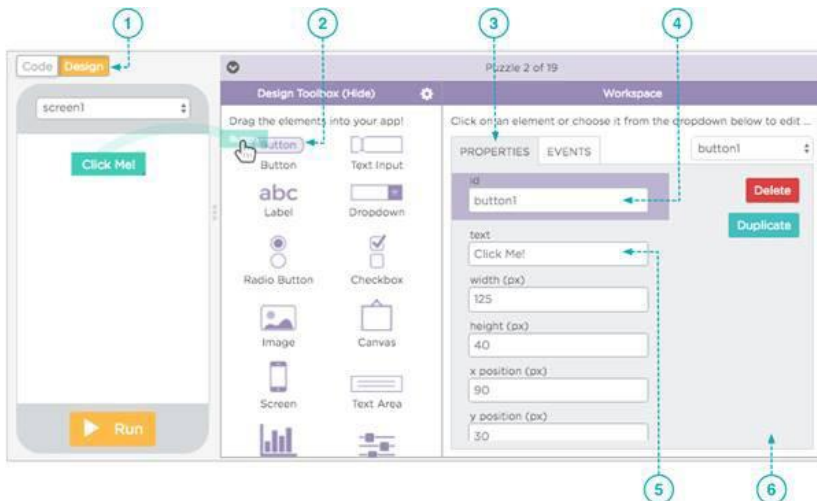 1
2
3
4
Code Design
Puzzle 2 of 19
Design Toolbox (Hide)
Workspace
screen1
Click Me!
Run
Drag the elements into your app!
Button
Button
Text Input
abc
Label
Dropdown
Radio Button
Checkbox
Image
Canvas
Screen
Text Area
Click on an element or choose it from the dropdown below to edit ...
PROPERTIES EVENTS
button1
id
button1
Delete
Duplicate
text
Click Me!
width (px)
125
height (px)
40
x position (px)
90
y position (px)
30
5
6